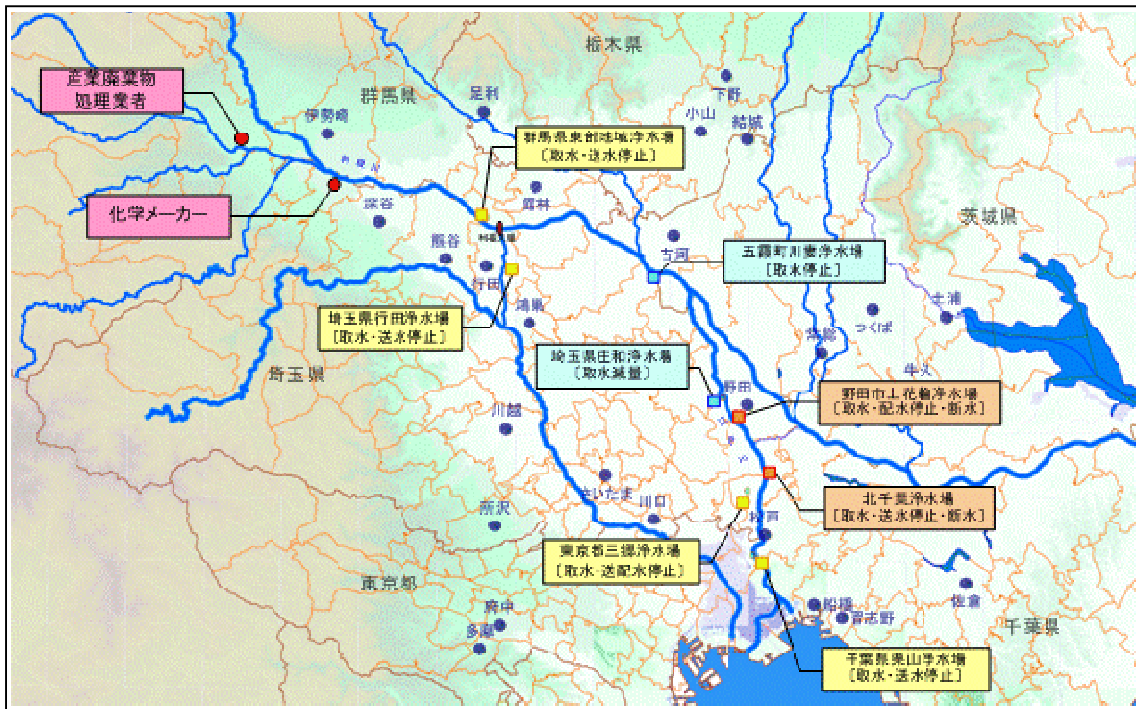 栃木県
産業廃棄物
処理業者
群馬県
足利
下野
伊勢崎
小山
結城
群馬県東部地域浄水場
[取水・送水停止]
利根川
化学メーカー
館林
深谷
茨城県
熊谷
古河
五霞町川妻浄水場
[取水停止]
行田
鴻巣
土浦
つくば
埼玉県行田浄水場
[取水・送水停止]
常総
埼玉県庄和浄水場
[取水減量]
埼玉県
牛久
野田
野田市上花輪浄水場
[取水・配水停止・断水]
川越
江戸川
さいたま
川口
北千葉浄水場
[取水・送水停止・断水]
所沢
松戸
東京都三郷浄水場
[取水・送配水停止]
東京都
佐倉
府中
船橋
習志野
千葉県
多摩
千葉県栗山浄水場
[取水・送水停止]